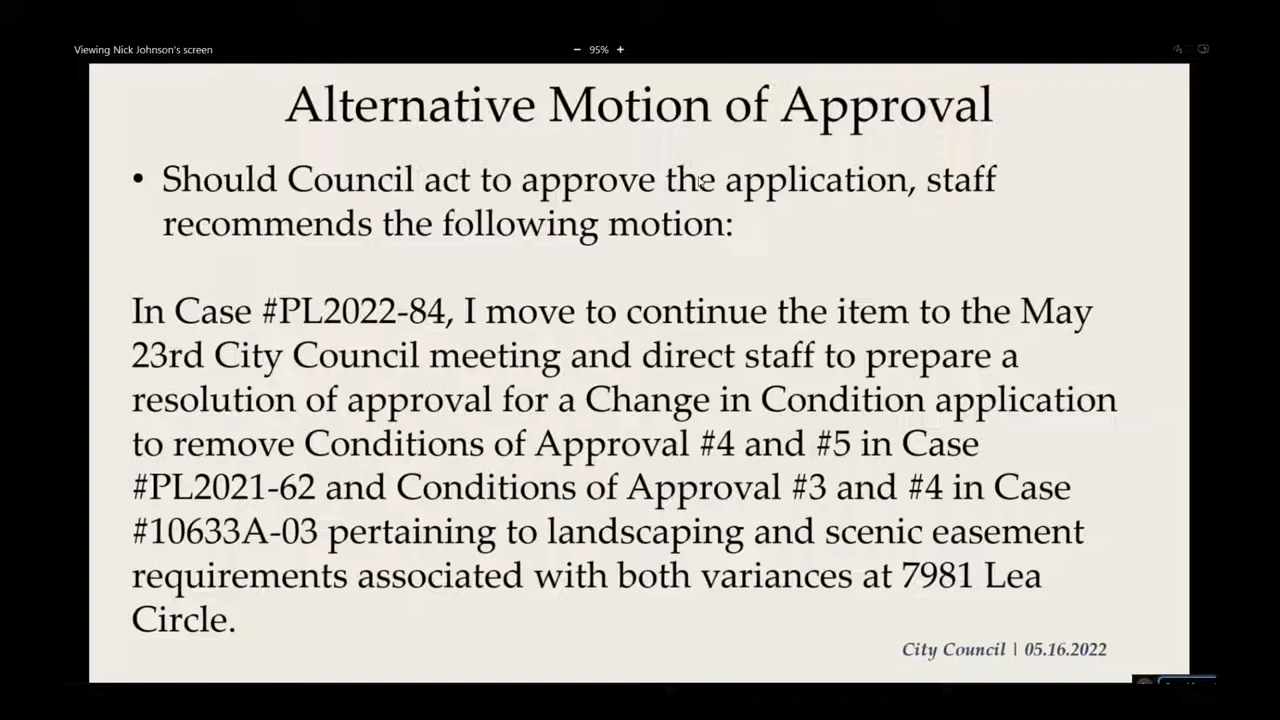 Viewing Nick Johnson's screen
− 95% +
Alternative Motion of Approval
• Should Council act to approve the application, staff
recommends the following motion:
In Case #PL2022-84, I move to continue the item to the May
23rd City Council meeting and direct staff to prepare a
resolution of approval for a Change in Condition application
to remove Conditions of Approval #4 and #5 in Case
#PL2021-62 and Conditions of Approval #3 and #4 in Case
#10633A-03 pertaining to landscaping and scenic easement
requirements associated with both variances at 7981 Lea
Circle.
City Council | 05.16.2022